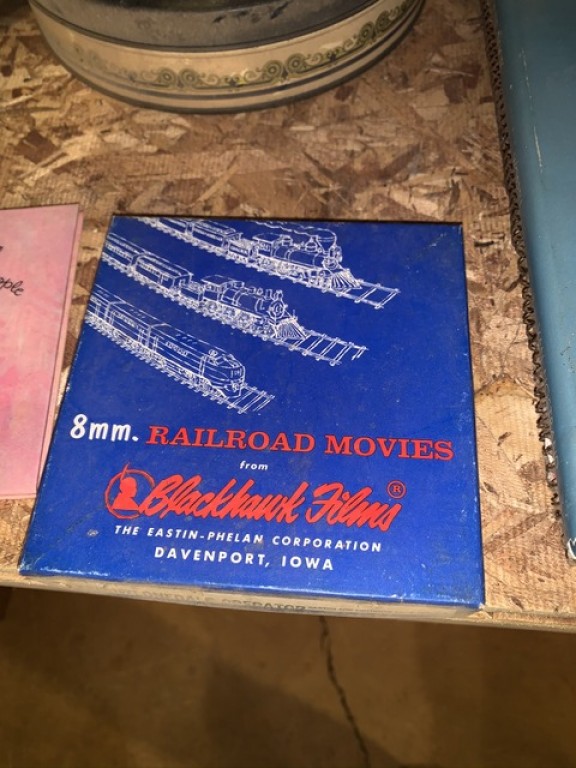 8mm. RAILROAD MOVIES
from
Blackhawk Films ®
THE EASTIN-PHELAN CORPORATION
DAVENPORT, IOWA